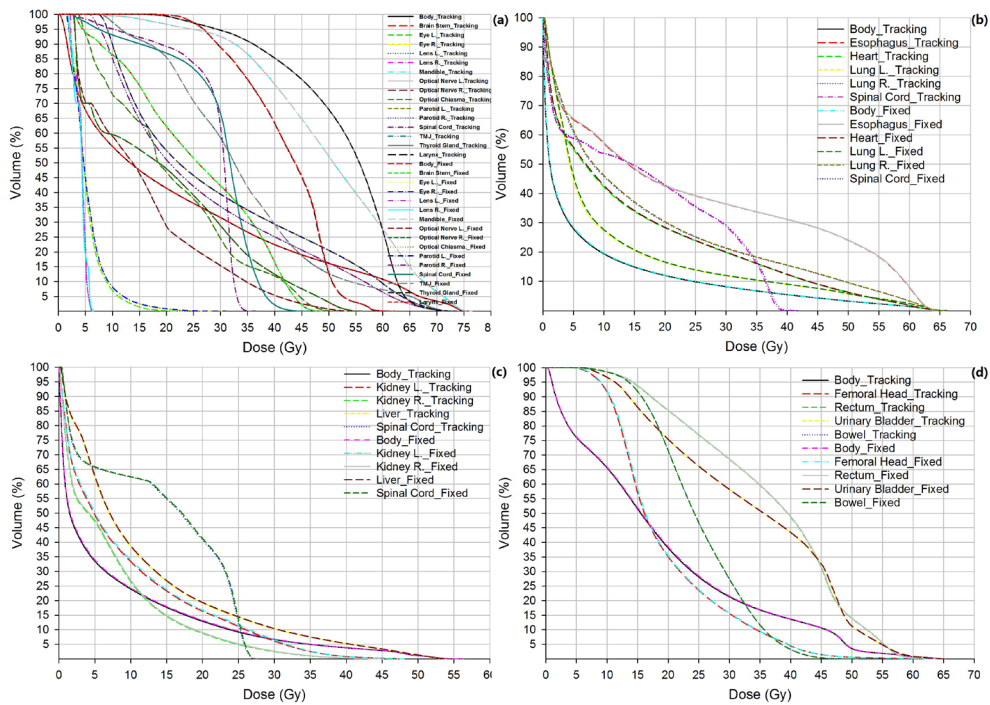 (a)
100
95
90
85
80
75
70
65
60
55
50
45
40
35
30
25
20
15
10
5
Volume (%)
0 5 10 15 20 25 30 35 40 45 50 55 60 65 70 75 8
Dose (Gy)
Body_Tracking
Brain Stem_Tracking
Eye L._Tracking
Eye R._Tracking
Lens L._Tracking
Lens R._Tracking
Mandible_Tracking
Optical Nerve L.Tracking
Optical Nerve R._Tracking
Optical Chiasma_Tracking
Parotid L._Tracking
Parotid R._Tracking
Spinal Cord_Tracking
TMJ_Tracking
Thyroid Gland_Tracking
Larynx_Tracking
Body_Fixed
Brain Stem_Fixed
Eye L._Fixed
Eye R._Fixed
Lens L._Fixed
Lens R._Fixed
Mandible_Fixed
Optical Nerve L._Fixed
Optical Nerve R._Fixed
Optical Chiasma._Fixed
Parotid L._Fixed
Parotid R._Fixed
Spinal Cord_Fixed
TMJ_Fixed
Thyroid Gland_Fixed
Larynx_Fixed
(b)
100
90
80
70
60
50
40
30
20
10
Volume (%)
0 5 10 15 20 25 30 35 40 45 50 55 60 65 70
Dose (Gy)
Body_Tracking
Esophagus_Tracking
Heart_Tracking
Lung L._Tracking
Lung R._Tracking
Spinal Cord_Tracking
Body_Fixed
Esophagus_Fixed
Heart_Fixed
Lung L._Fixed
Lung R._Fixed
Spinal Cord_Fixed
(c)
100
95
90
85
80
75
70
65
60
55
50
45
40
35
30
25
20
15
10
5
Volume (%)
0 5 10 15 20 25 30 35 40 45 50 55 60
Dose (Gy)
Body_Tracking
Kidney L._Tracking
Kidney R._Tracking
Liver_Tracking
Spinal Cord_Tracking
Body_Fixed
Kidney L._Fixed
Kidney R._Fixed
Liver_Fixed
Spinal Cord_Fixed
(d)
100
95
90
85
80
75
70
65
60
55
50
45
40
35
30
25
20
15
10
5
Volume (%)
0 5 10 15 20 25 30 35 40 45 50 55 60 65 70
Dose (Gy)
Body_Tracking
Femoral Head_Tracking
Rectum_Tracking
Urinary Bladder_Tracking
Bowel_Tracking
Body_Fixed
Femoral Head_Fixed
Rectum_Fixed
Urinary Bladder_Fixed
Bowel_Fixed